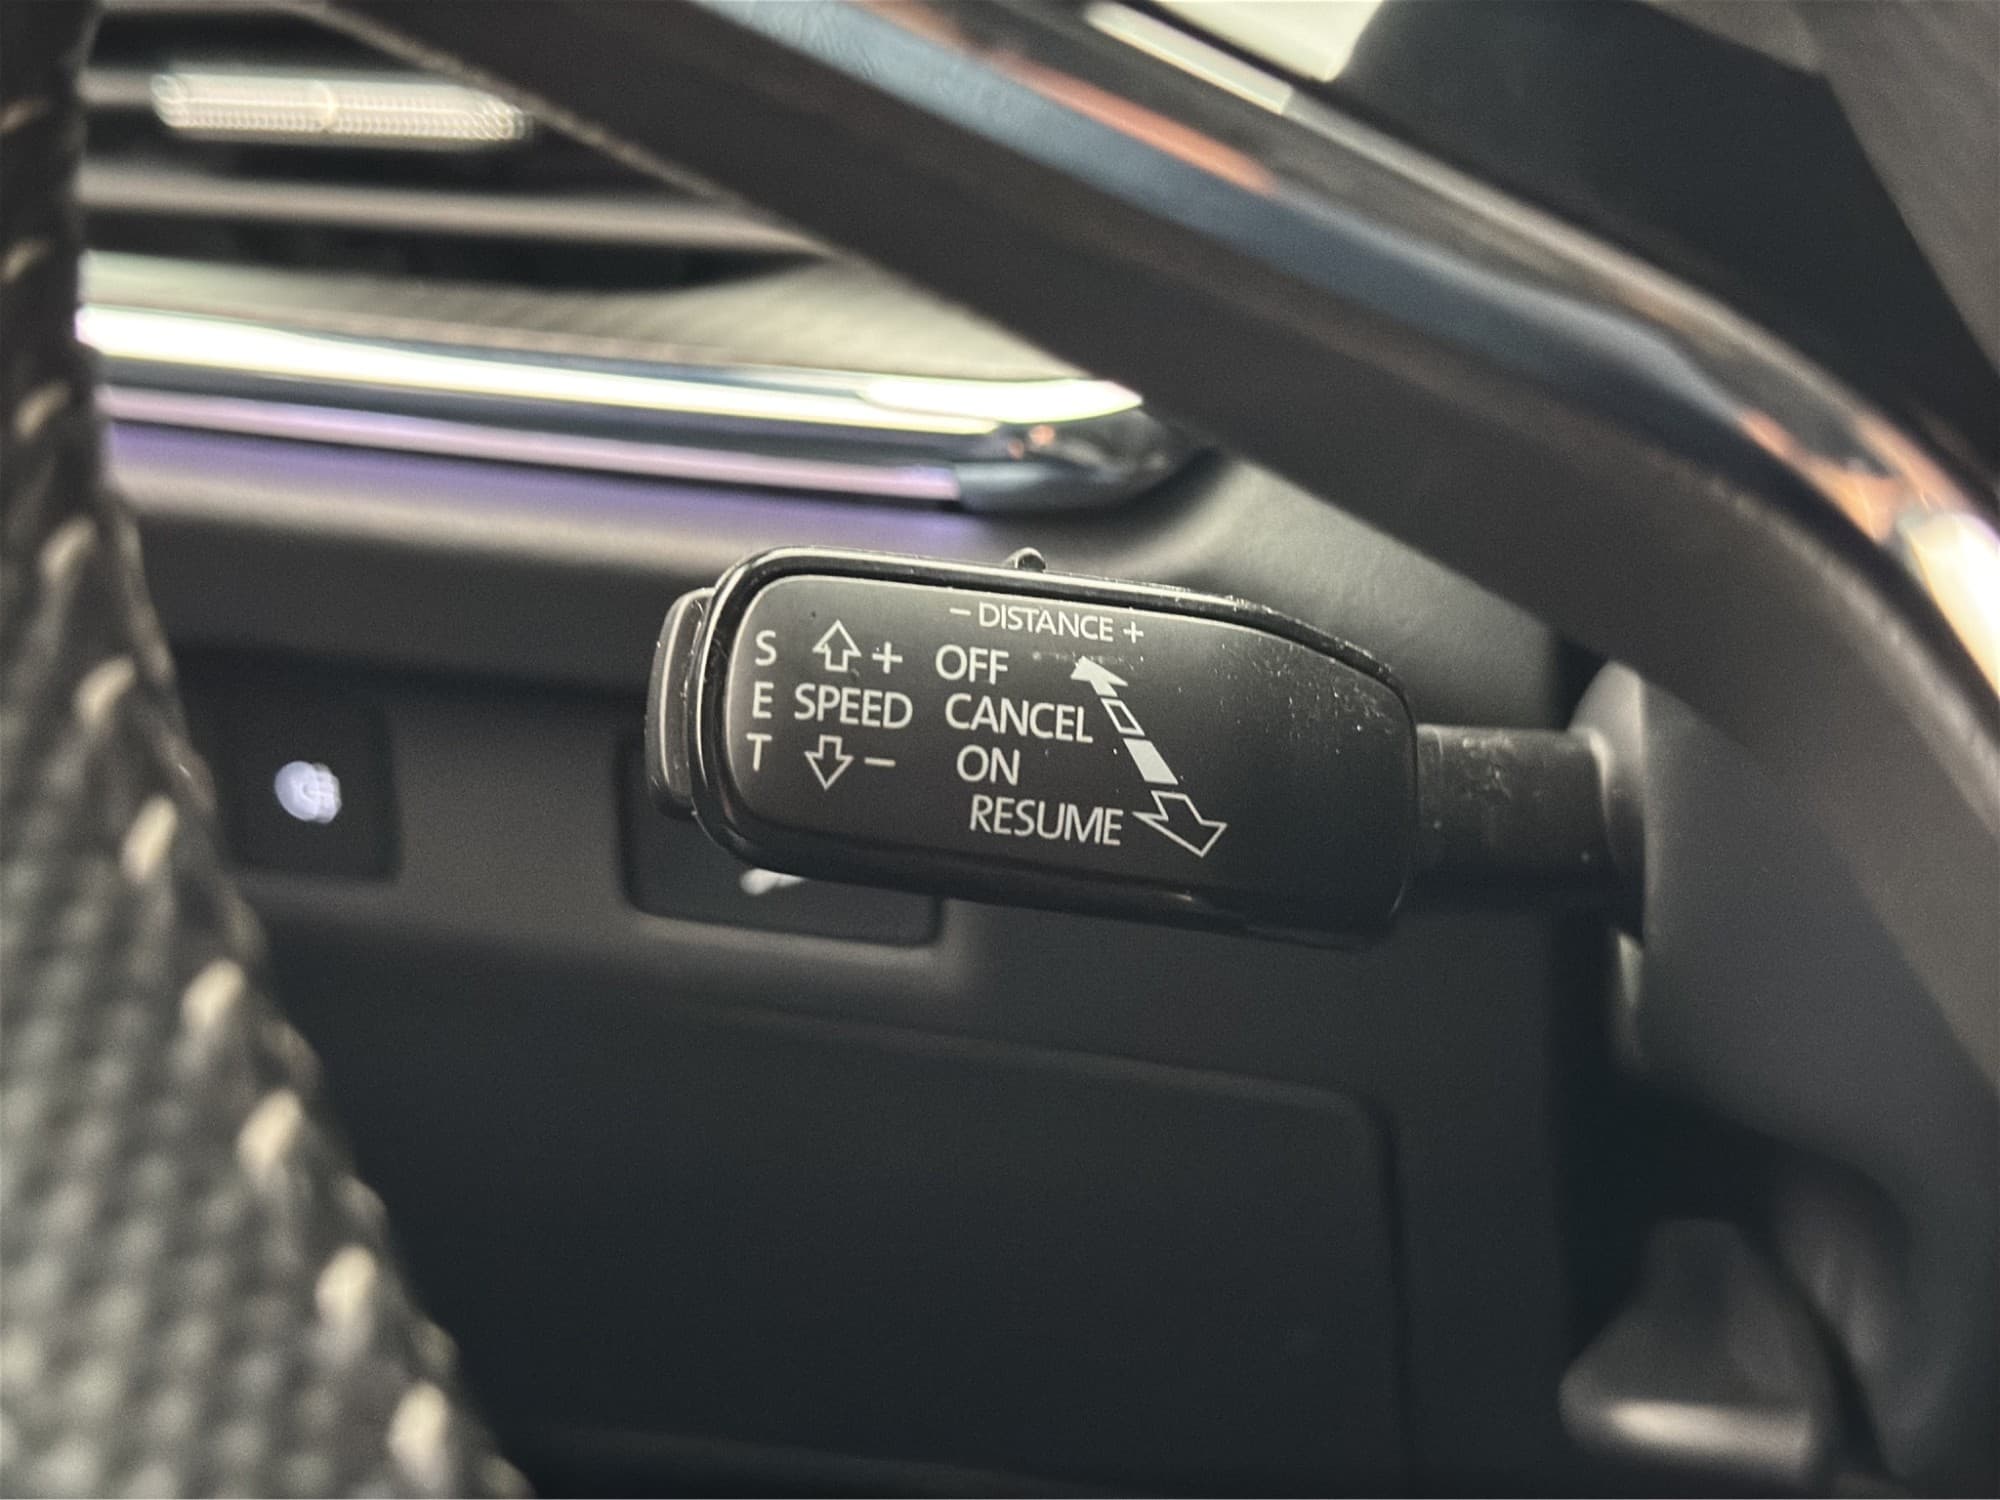 - DISTANCE +
S + OFF
E SPEED CANCEL
T - ON
RESUME